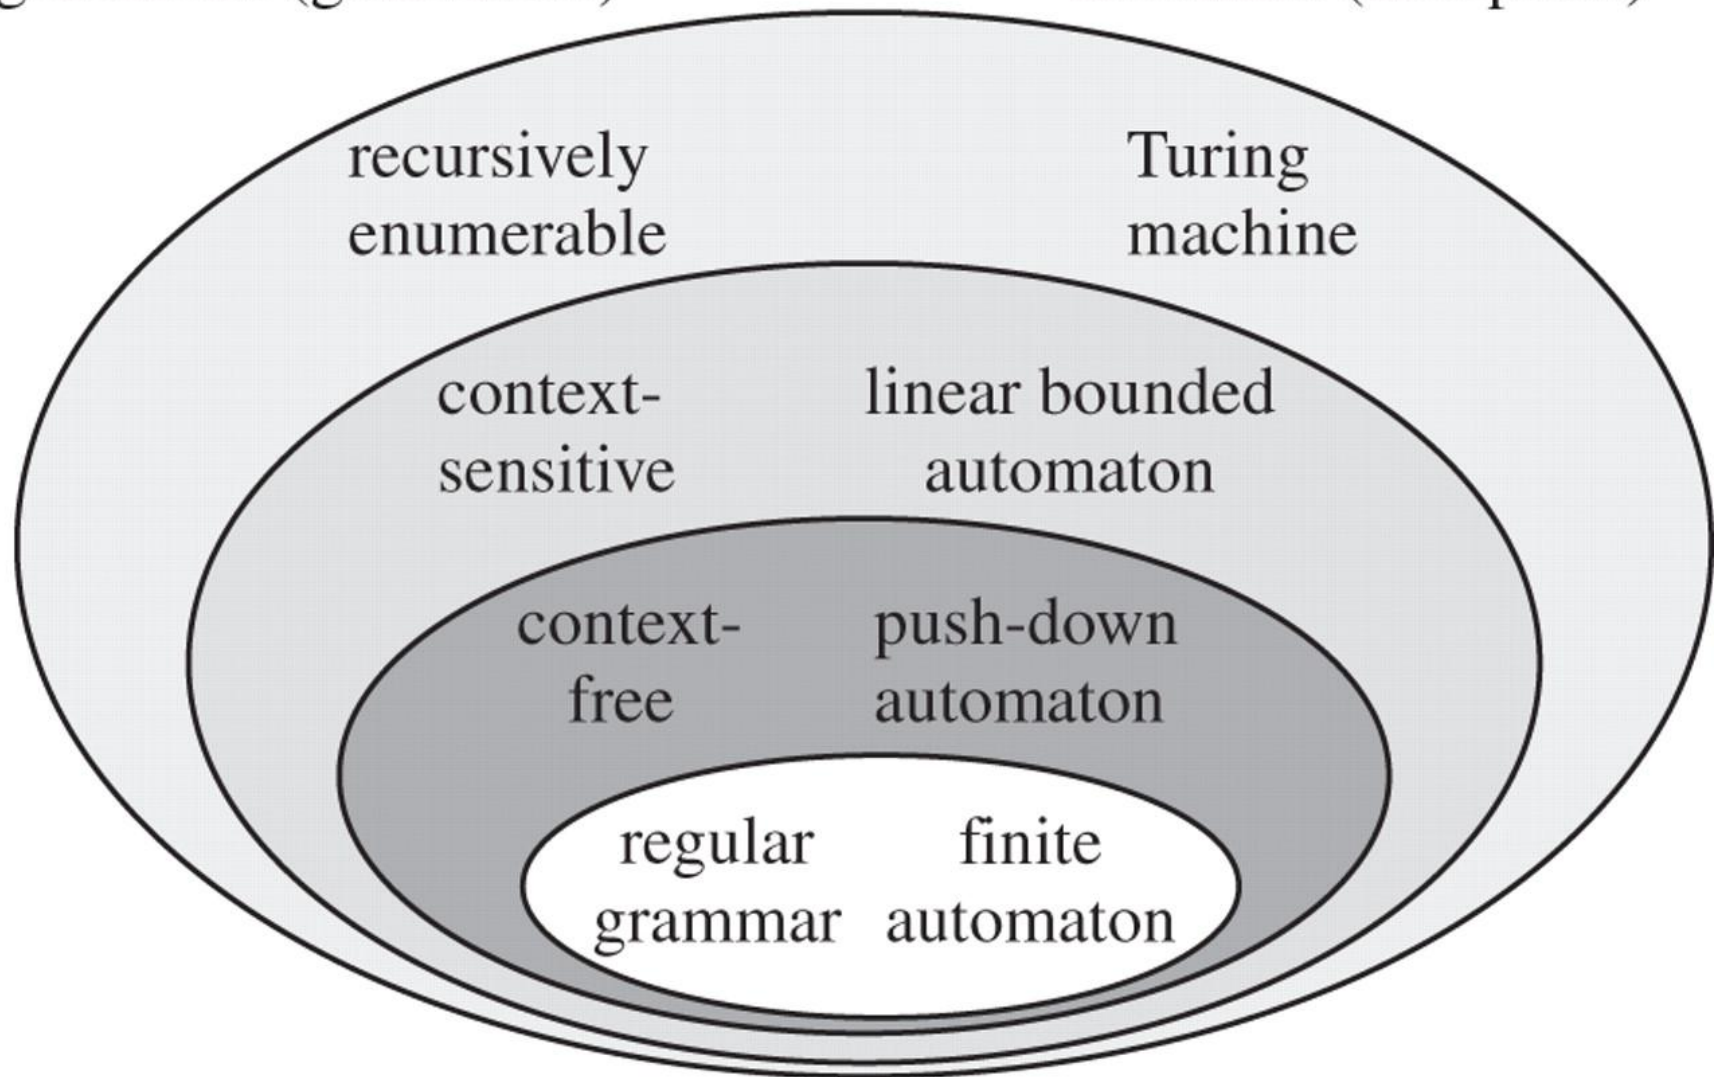 recursively
enumerable
Turing
machine
context-
sensitive
linear bounded
automaton
context-
free
push-down
automaton
regular
grammar
finite
automaton